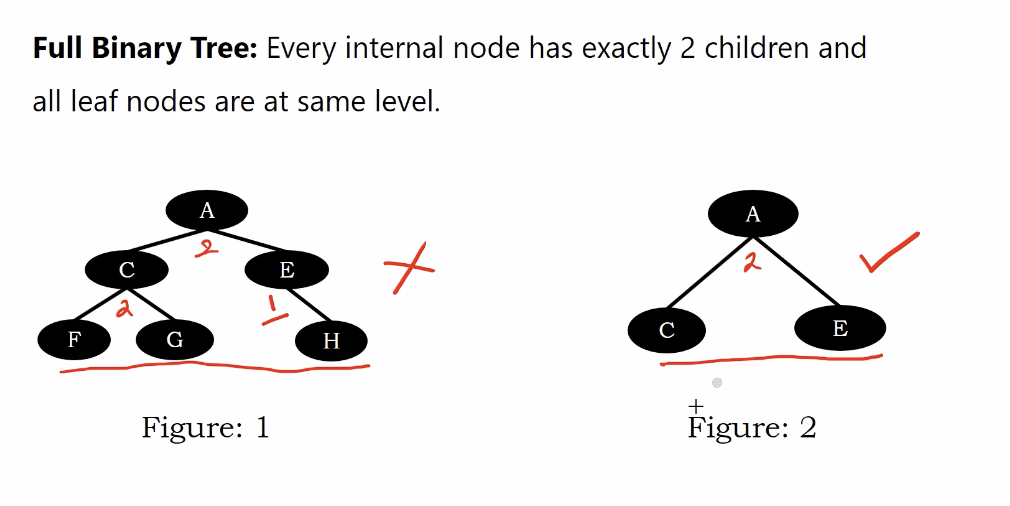 Full Binary Tree: Every internal node has exactly 2 children and
all leaf nodes are at same level.
A
A
2
2
C
E
2
1
C
E
F
G
H
Figure: 1
Figure: 2